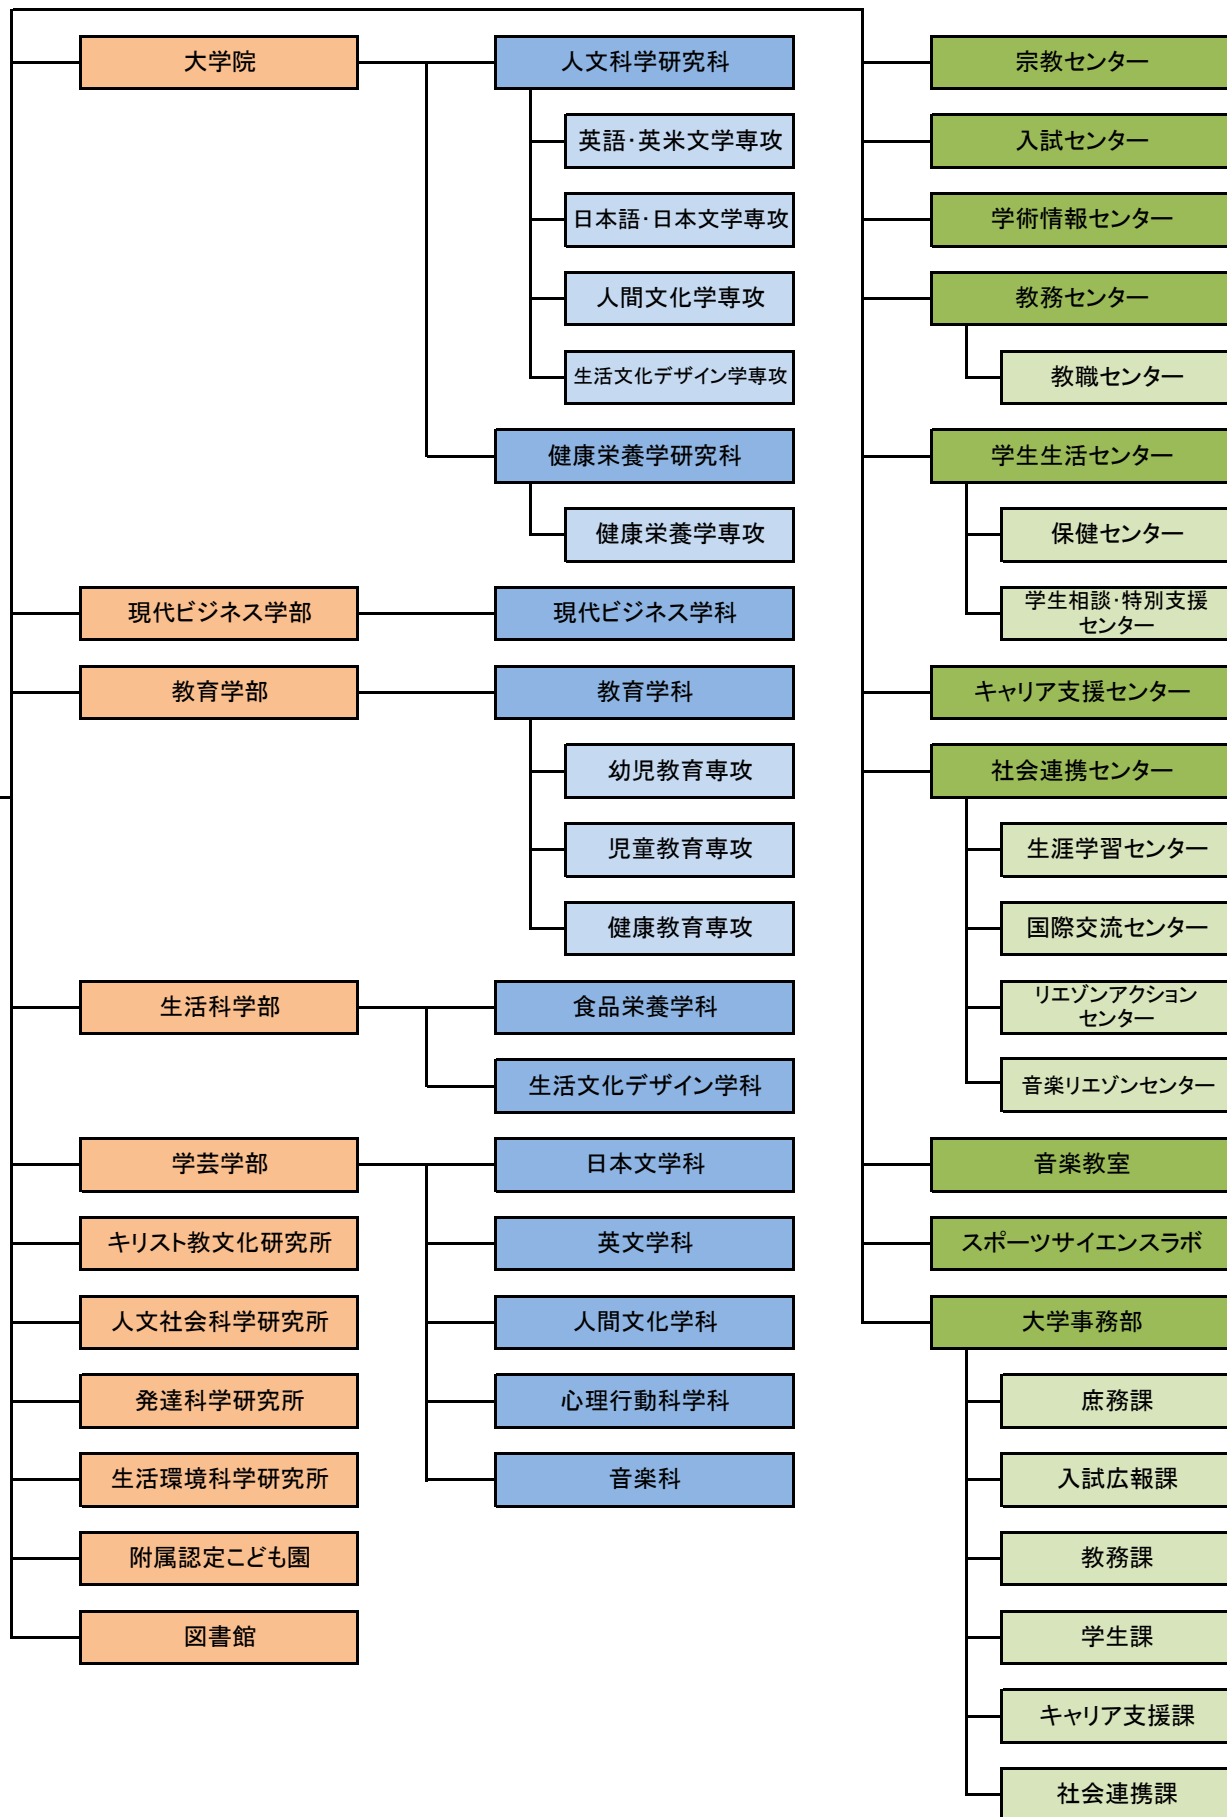 大学院
人文科学研究科
英語・英米文学専攻
日本語・日本文学専攻
人間文化学専攻
生活文化デザイン学専攻
健康栄養学研究科
健康栄養学専攻
現代ビジネス学部
現代ビジネス学科
教育学部
教育学科
幼児教育専攻
児童教育専攻
健康教育専攻
生活科学部
食品栄養学科
生活文化デザイン学科
学芸学部
日本文学科
英文学科
人間文化学科
心理行動科学科
音楽科
キリスト教文化研究所
人文社会科学研究所
発達科学研究所
生活環境科学研究所
附属認定こども園
図書館
宗教センター
入試センター
学術情報センター
教務センター
教職センター
学生生活センター
保健センター
学生相談・特別支援
センター
キャリア支援センター
社会連携センター
生涯学習センター
国際交流センター
リエゾンアクション
センター
音楽リエゾンセンター
音楽教室
スポーツサイエンスラボ
大学事務部
庶務課
入試広報課
教務課
学生課
キャリア支援課
社会連携課